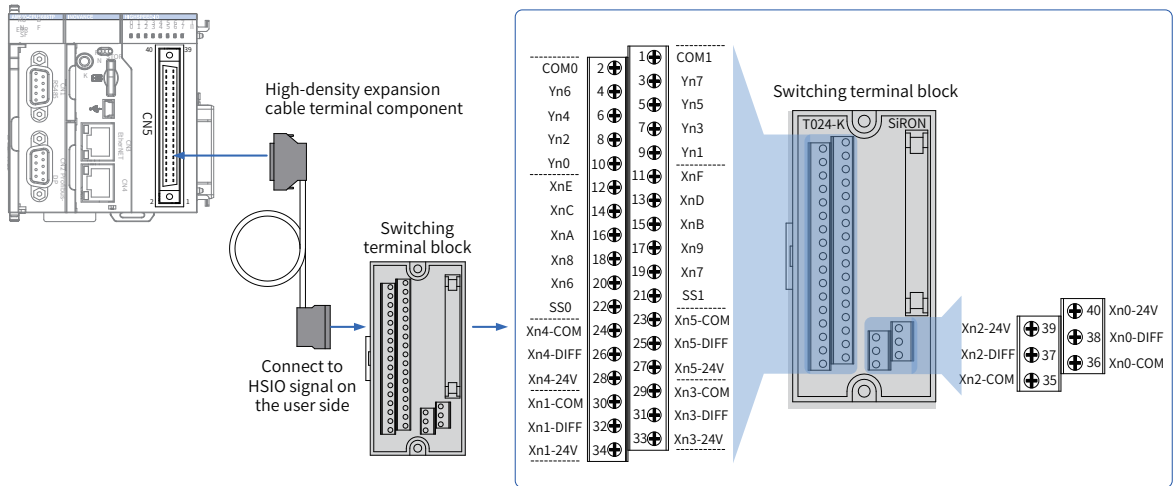 40
39
CN5
2
1
CN1
RS485
CN3
EtherNET
CN4
High-density expansion
cable terminal component
Switching
terminal block
Connect to
HSIO signal on
the user side
COM0
2
1
COM1
Yn6
4
3
Yn7
Yn4
6
5
Yn5
Yn2
8
7
Yn3
Yn0
10
9
Yn1
XnE
12
11
XnF
XnC
14
13
XnD
XnA
16
15
XnB
Xn8
18
17
Xn9
Xn6
20
19
Xn7
SS0
22
21
SS1
Xn4-COM
24
23
Xn5-COM
Xn4-DIFF
26
25
Xn5-DIFF
Xn4-24V
28
27
Xn5-24V
Xn1-COM
30
29
Xn3-COM
Xn1-DIFF
32
31
Xn3-DIFF
Xn1-24V
34
33
Xn3-24V
Switching terminal block
T024-K
SiRON
Xn2-24V
39
40
Xn0-24V
Xn2-DIFF
37
38
Xn0-DIFF
Xn2-COM
35
36
Xn0-COM